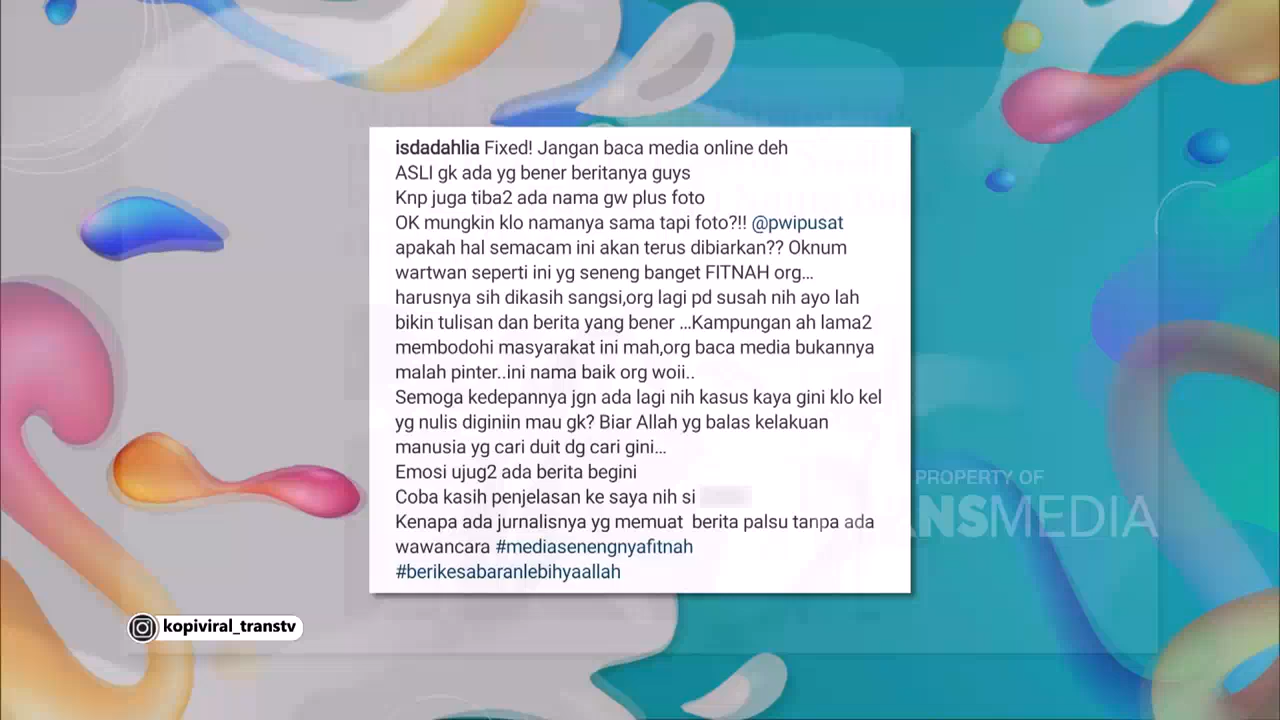 isdadahlia Fixed! Jangan baca media online deh
ASLI gk ada yg bener beritanya guys
Knp juga tiba2 ada nama gw plus foto
OK mungkin klo namanya sama tapi foto?!! @pwipusat
apakah hal semacam ini akan terus dibiarkan?? Oknum
wartwan seperti ini yg seneng banget FITNAH org...
harusnya sih dikasih sangsi,org lagi pd susah nih ayo lah
bikin tulisan dan berita yang bener ...Kampungan ah lama2
membodohi masyarakat ini mah,org baca media bukannya
malah pinter..ini nama baik org woii..
Semoga kedepannya jgn ada lagi nih kasus kaya gini klo kel
yg nulis diginiin mau gk? Biar Allah yg balas kelakuan
manusia yg cari duit dg cari gini...
Emosi ujug2 ada berita begini
Coba kasih penjelasan ke saya nih si
Kenapa ada jurnalisnya yg memuat berita palsu tanpa ada
wawancara #mediasenengnyafitnah
#berikesabaranlebihyaallah
PROPERTY OF
TRANSMEDIA
kopiviral_transtv